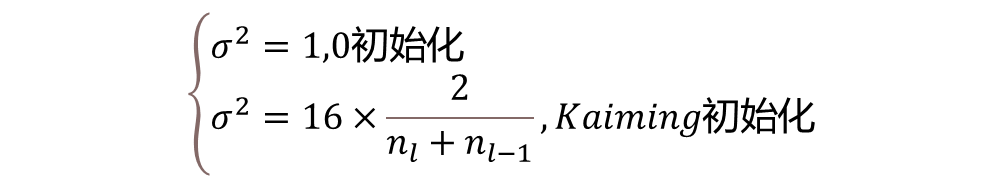 σ² = 1,0初始化
σ² = 16 × 2 / (n_l + n_{l−1}) , Kaiming初始化